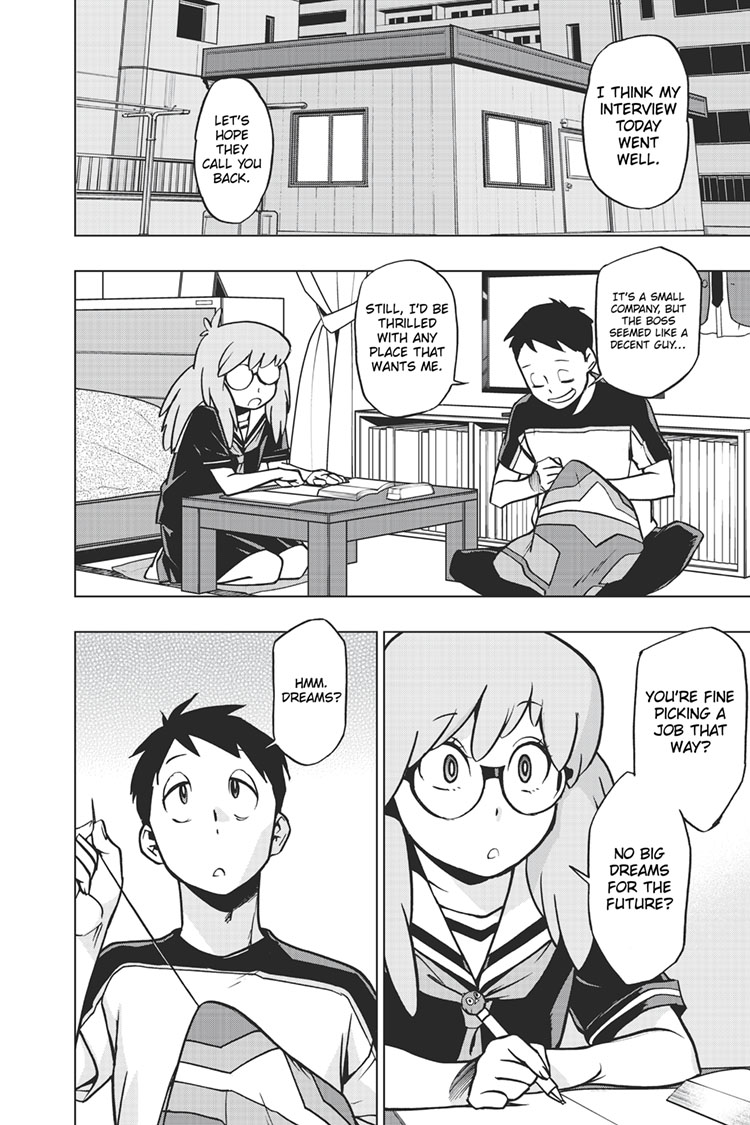 I THINK MY
INTERVIEW
TODAY
WENT
WELL.
LET'S
HOPE
THEY
CALL YOU
BACK.
IT'S A SMALL
COMPANY, BUT
THE BOSS
SEEMED LIKE A
DECENT GUY...
STILL, I'D BE
THRILLED
WITH ANY
PLACE THAT
WANTS ME.
YOU'RE FINE
PICKING A
JOB THAT
WAY?
NO BIG
DREAMS
FOR THE
FUTURE?
HMM.
DREAMS?